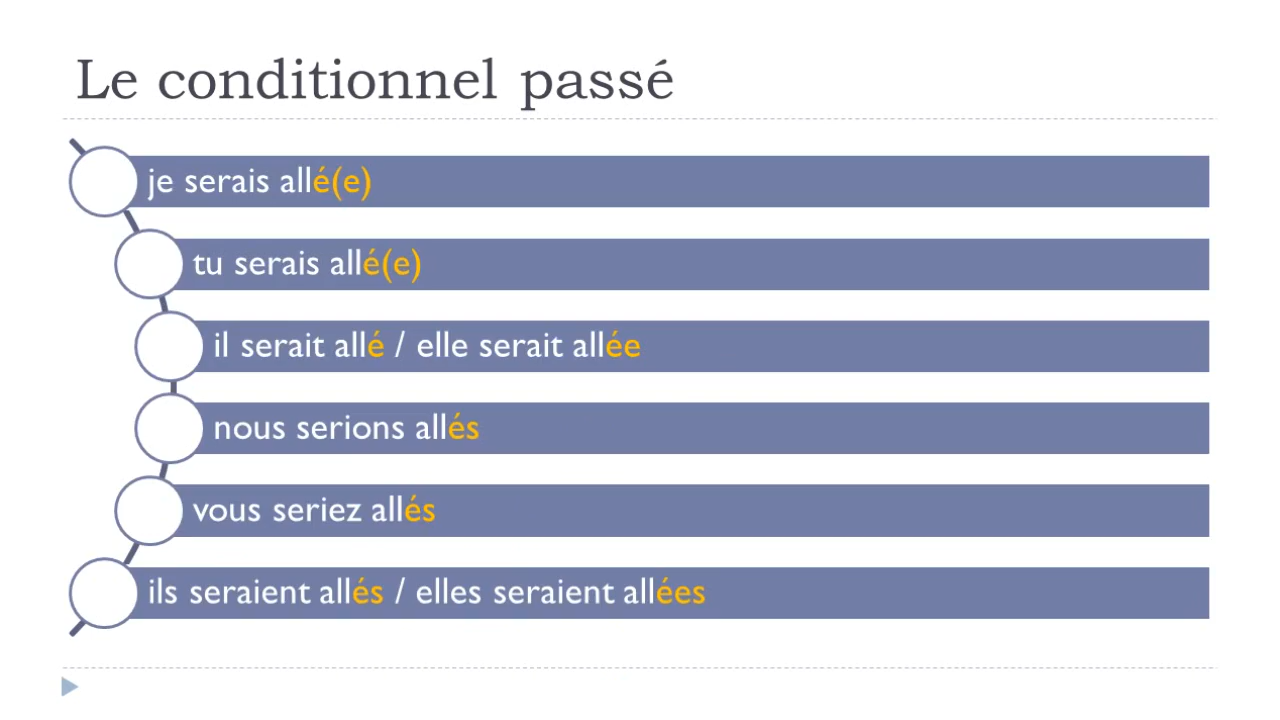 Le conditionnel passé
je serais allé(e)
tu serais allé(e)
il serait allé / elle serait allée
nous serions allés
vous seriez allés
ils seraient allés / elles seraient allées